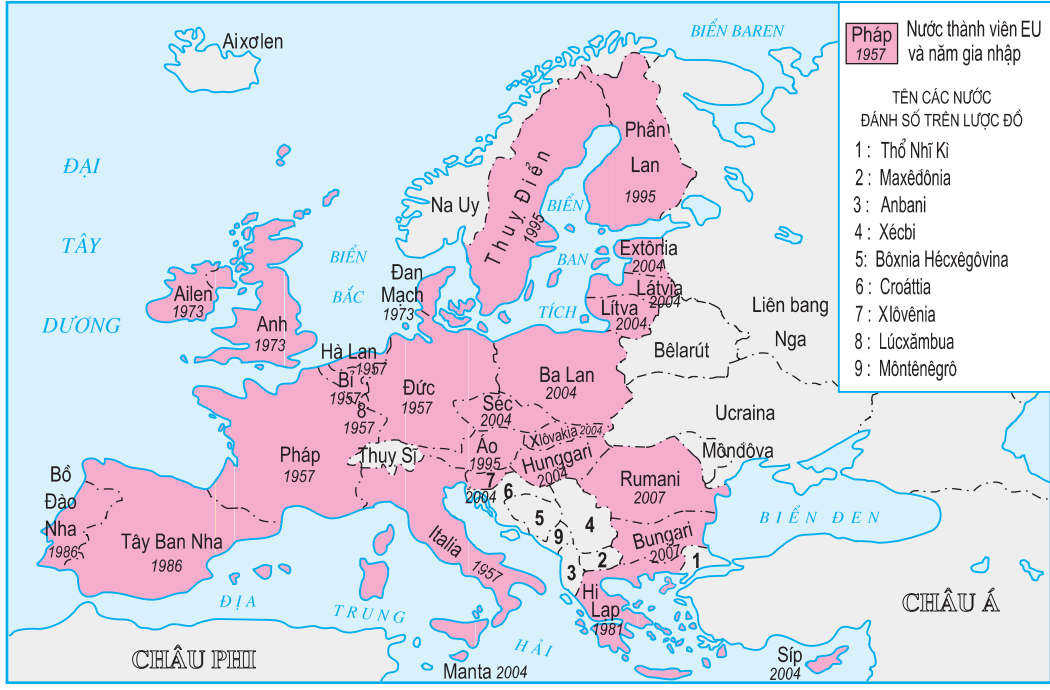 Aixơlen
BIỂN BAREN
ĐẠI
TÂY
DƯƠNG
Na Uy
Thuỵ Điển
1995
Phần
Lan
1995
BIỂN
BAN
TÍCH
BIỂN
BẮC
Extônia
2004
Látvia
2004
Lítva
2004
Đan
Mạch
1973
Ailen
1973
Anh
1973
Liên bang
Nga
Bêlarút
Hà Lan
1957
Bỉ
1957
8
1957
Đức
1957
Ba Lan
2004
Séc
2004
Ucraina
Xlôvakia 2004
Áo
1995
Hunggari
2004
Môndôva
Pháp
1957
Thụy Sĩ
Rumani
2007
7
2004
6
5
4
9
Bồ
Đào
Nha
1986
Tây Ban Nha
1986
Italia
1957
Bungari
2007
BIỂN ĐEN
1
2
3
Hi
Lạp
1981
ĐỊA
TRUNG
HẢI
CHÂU PHI
CHÂU Á
Manta 2004
Síp
2004
Pháp
1957
Nước thành viên EU
và năm gia nhập
TÊN CÁC NƯỚC
ĐÁNH SỐ TRÊN LƯỢC ĐỒ
1 : Thổ Nhĩ Kì
2 : Maxêđônia
3 : Anbani
4 : Xécbi
5: Bôxnia Hécxêgôvina
6 : Croáttia
7 : Xlôvênia
8 : Lúcxămbua
9 : Môntênêgrô